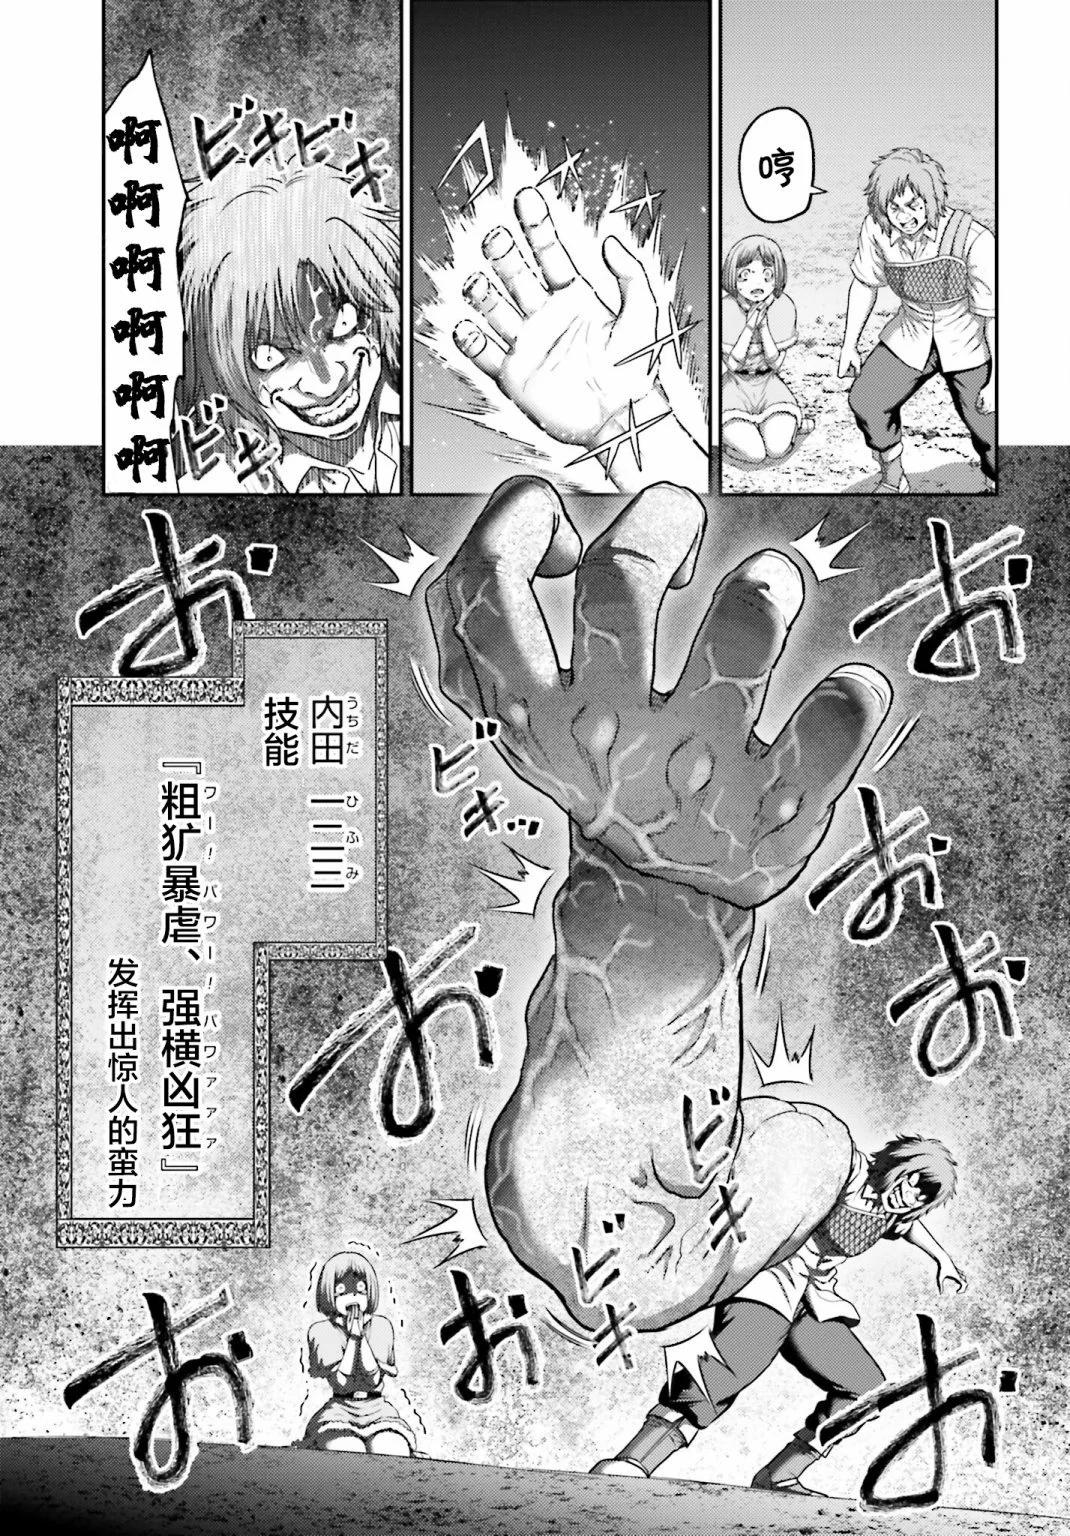 哼
ビキビキ
啊啊啊啊啊啊
ビキ
お゛
お゛
ビキ…
お゛
お゛
内田 一二三
うちだ ひふみ
技能
『粗犷暴虐、强横凶狂』
ワー!パワー!パワァァァ
发挥出惊人的蛮力
ビキ
ビキ
お゛
お゛
お゛